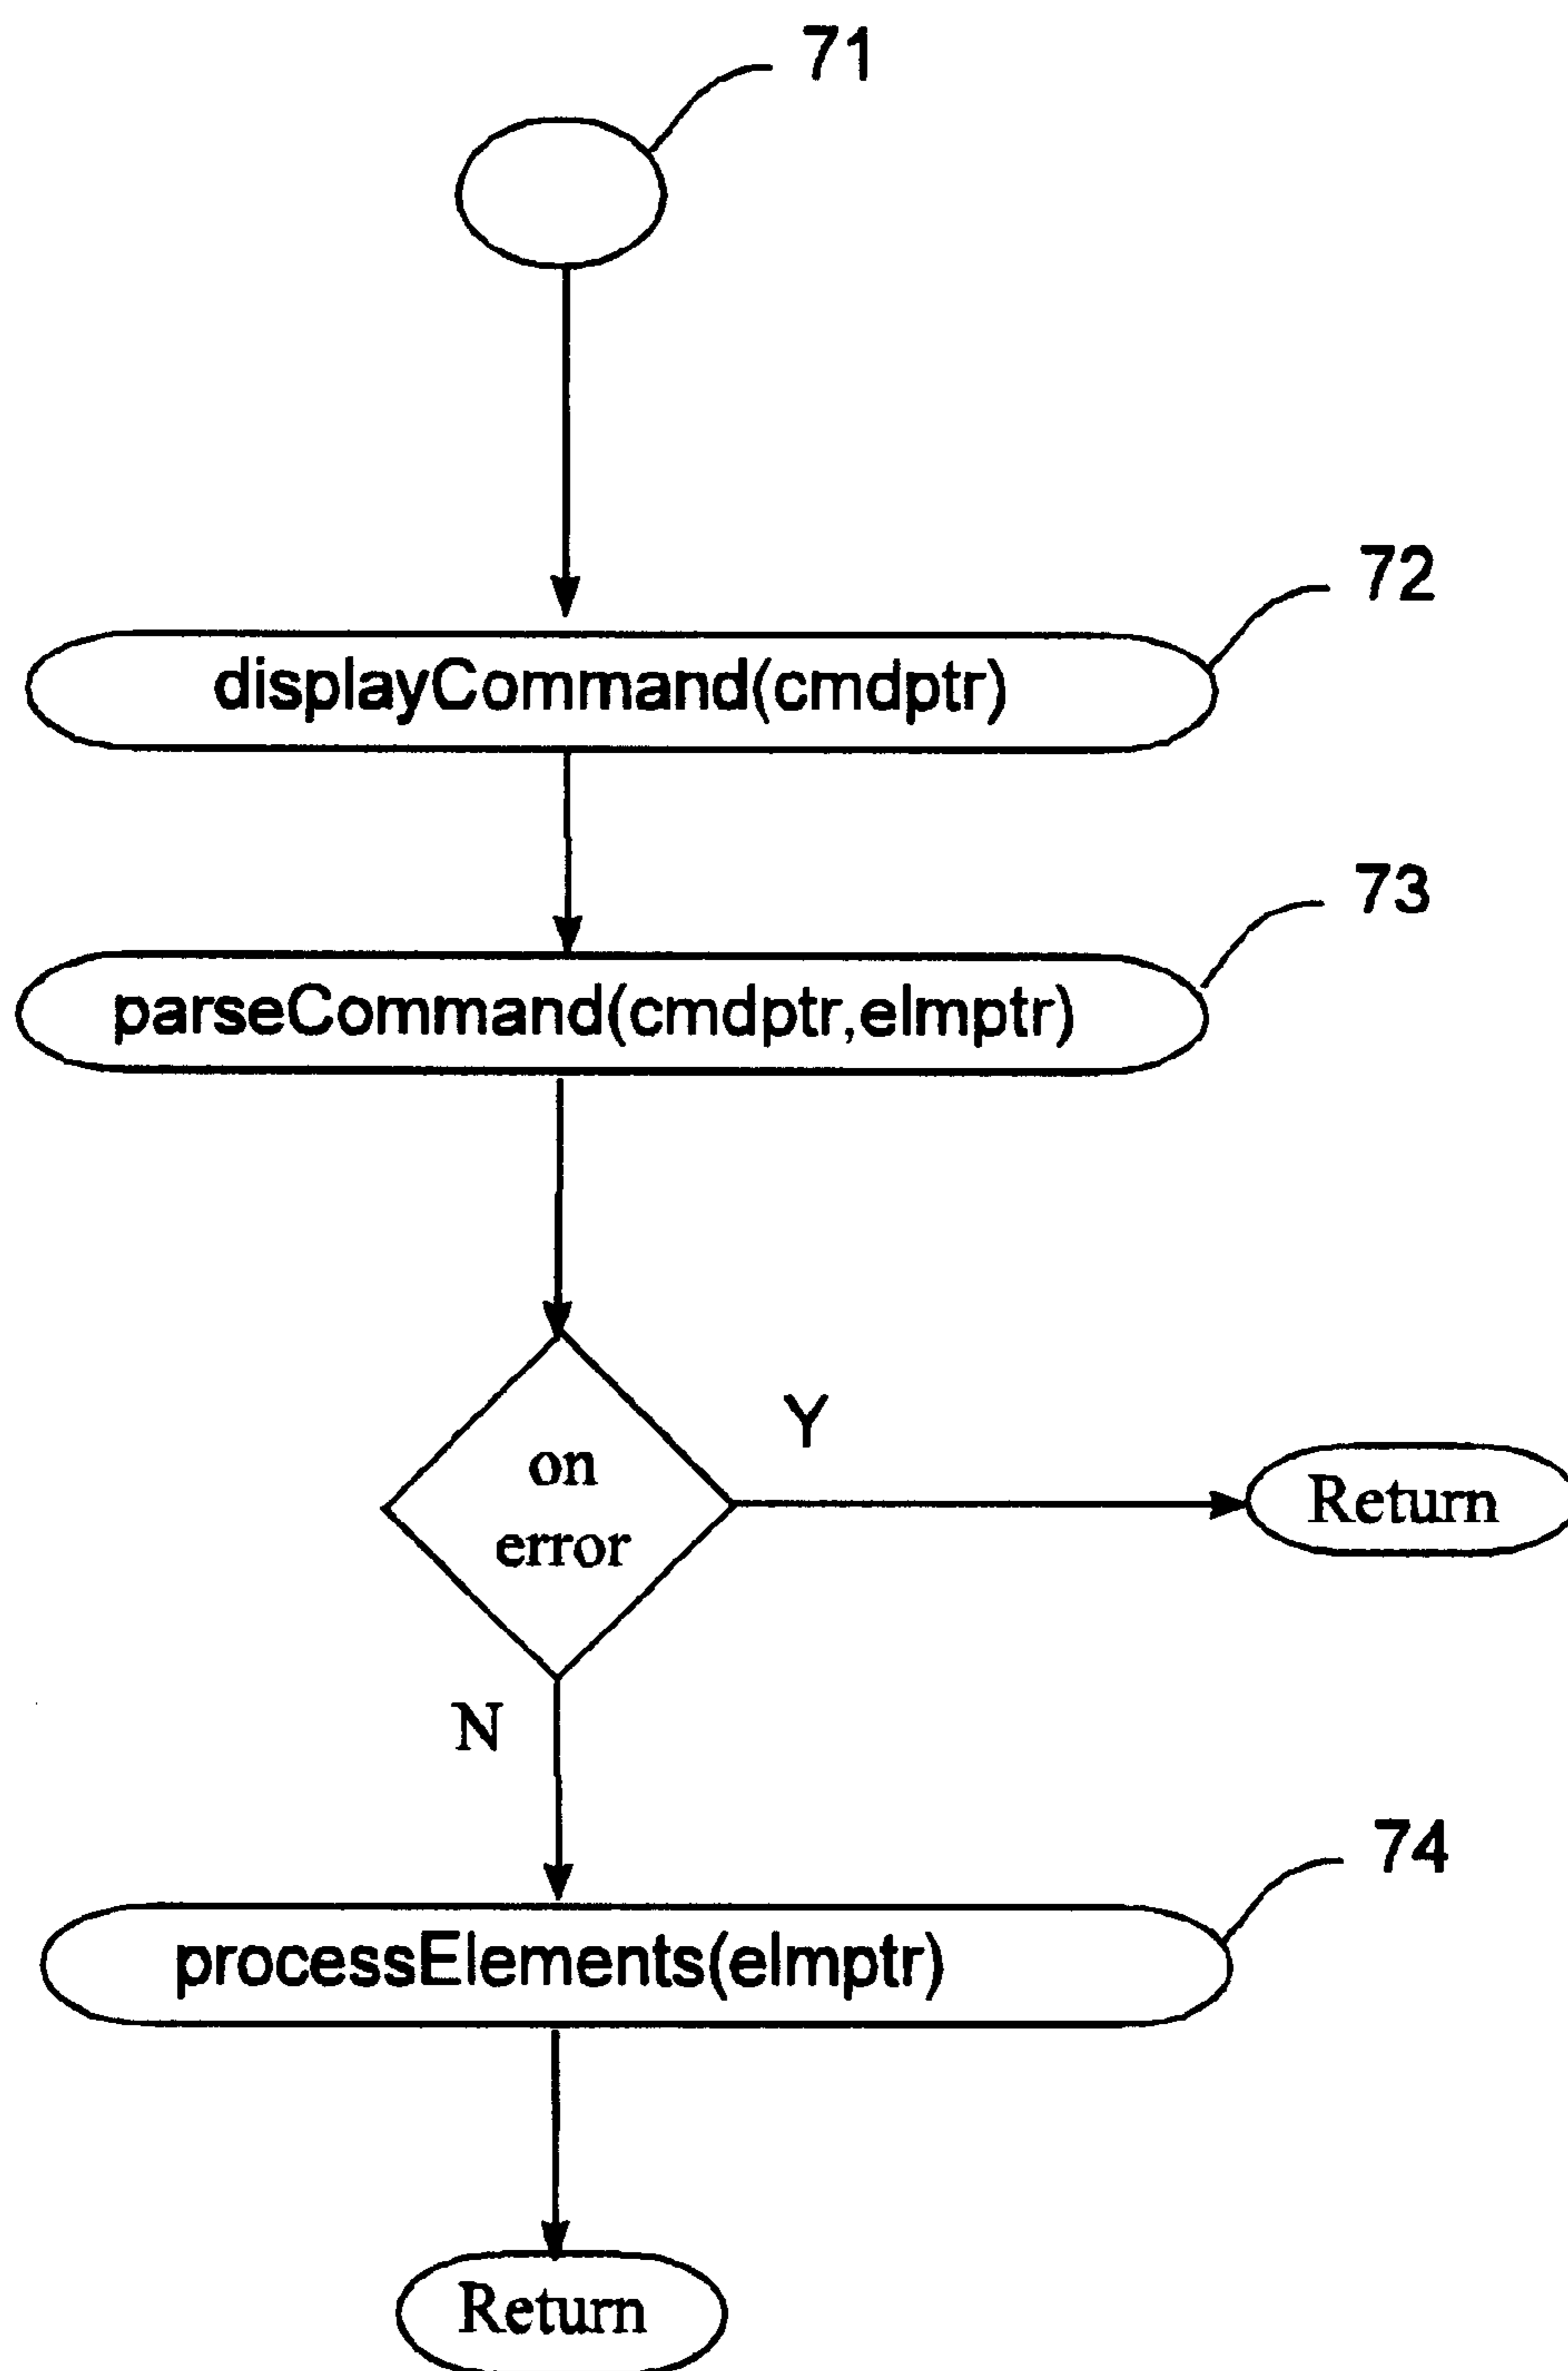 71
72
displayCommand(cmdptr)
73
parseCommand(cmdptr,elmptr)
on
error
Y
Return
N
74
processElements(elmptr)
Return